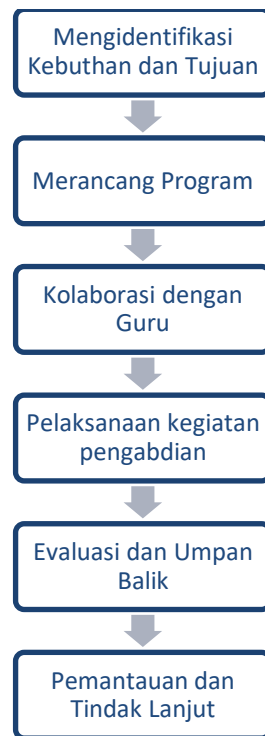 Mengidentifikasi
Kebuthan dan Tujuan
Merancang Program
Kolaborasi dengan
Guru
Pelaksanaan kegiatan
pengabdian
Evaluasi dan Umpan
Balik
Pemantauan dan
Tindak Lanjut